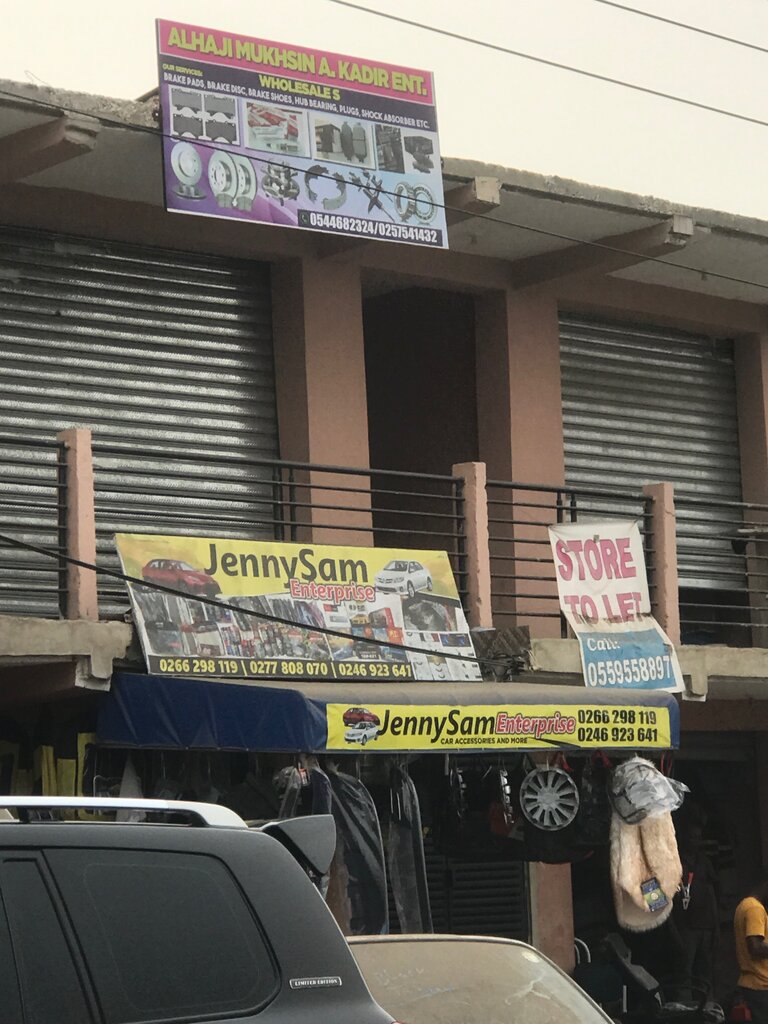 ALHAJI MUKHSIN A. KADIR ENT.
WHOLESALE S
OUR SERVICES:
BRAKE PADS, BRAKE DISC, BRAKE SHOES, HUB BEARING, PLUGS, SHOCK ABSORBER ETC.
0544682324/0257541432
JennySam
Enterprise
0266 298 119 \ 0277 808 070 \ 0246 923 641
STORE
TO LET
Call:
0559558897
JennySam Enterprise
CAR ACCESSORIES AND MORE
0266 298 119
0246 923 641
LIMITED EDITION